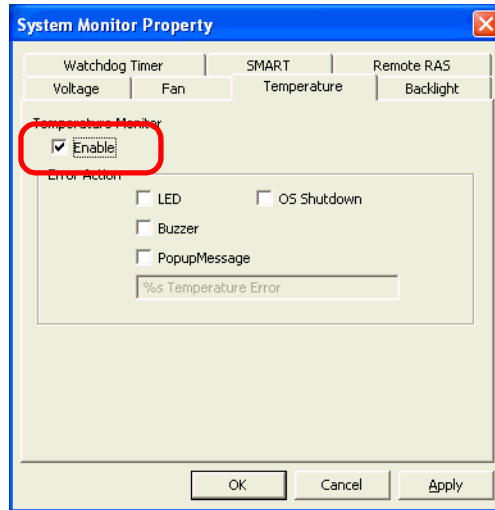 System Monitor Property
Watchdog Timer SMART Remote RAS
Voltage Fan Temperature Backlight
Temperature Monitor
Enable
Error Action
LED OS Shutdown
Buzzer
PopupMessage
%s Temperature Error
OK Cancel Apply